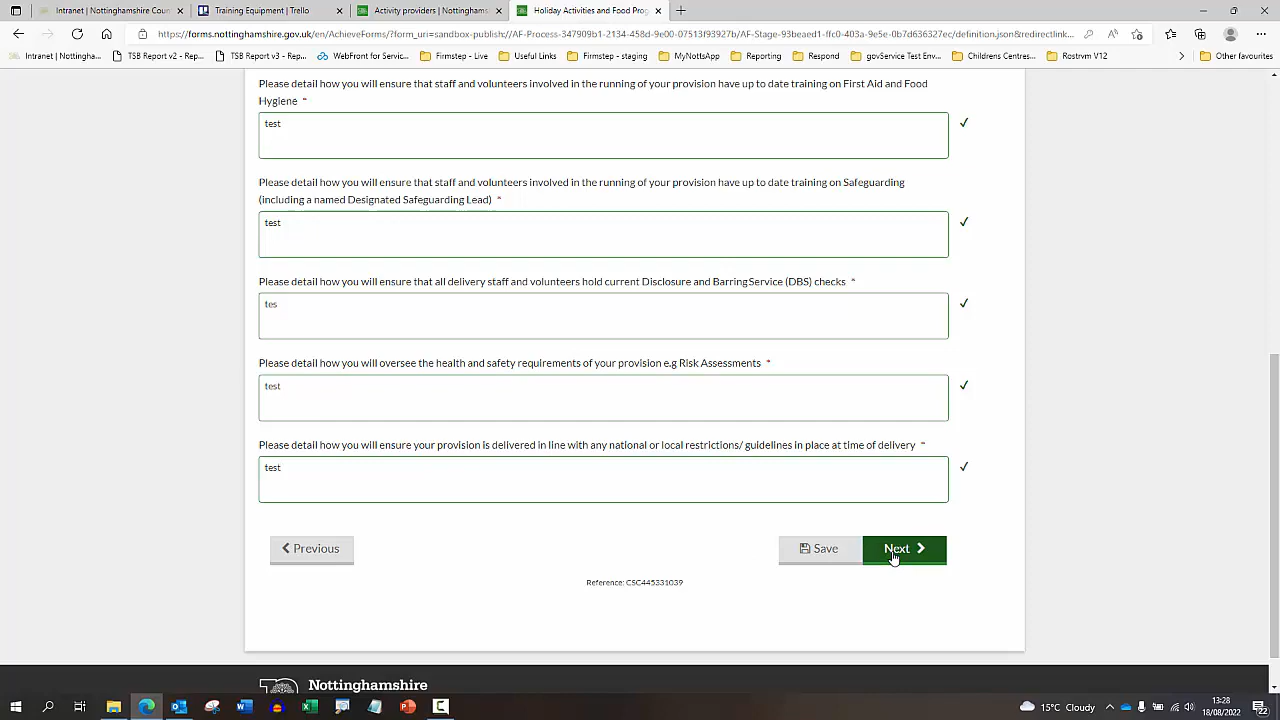 Intranet | Nottinghamshire Coun
Training Equipment | Trello
Activity providers | Nottinghams
Holiday Activities and Food Prog
https://forms.nottinghamshire.gov.uk/en/AchieveForms/?form_uri=sandbox-publish://AF-Process-347909b1-2134-458d-9e00-07513f93927b/AF-Stage-93beaed1-ffc0-403a-9e5e-0b7d636327ec/definition.json&redirectlink...
Intranet | Nottingha...
TSB Report v2 - Rep...
TSB Report v3 - Rep...
WebFront for Servic...
Firmstep - Live
Useful Links
Firmstep - staging
MyNottsApp
Reporting
Respond
govService Test Env...
Childrens Centres...
Rostrvm V12
Other favourites
Please detail how you will ensure that staff and volunteers involved in the running of your provision have up to date training on First Aid and Food
Hygiene *
test
Please detail how you will ensure that staff and volunteers involved in the running of your provision have up to date training on Safeguarding
(including a named Designated Safeguarding Lead) *
test
Please detail how you will ensure that all delivery staff and volunteers hold current Disclosure and Barring Service (DBS) checks *
tes
Please detail how you will oversee the health and safety requirements of your provision e.g Risk Assessments *
test
Please detail how you will ensure your provision is delivered in line with any national or local restrictions/ guidelines in place at time of delivery *
test
Previous
Save
Next
Reference: CSC445331039
Nottinghamshire
15°C Cloudy
13:28
18/08/2022